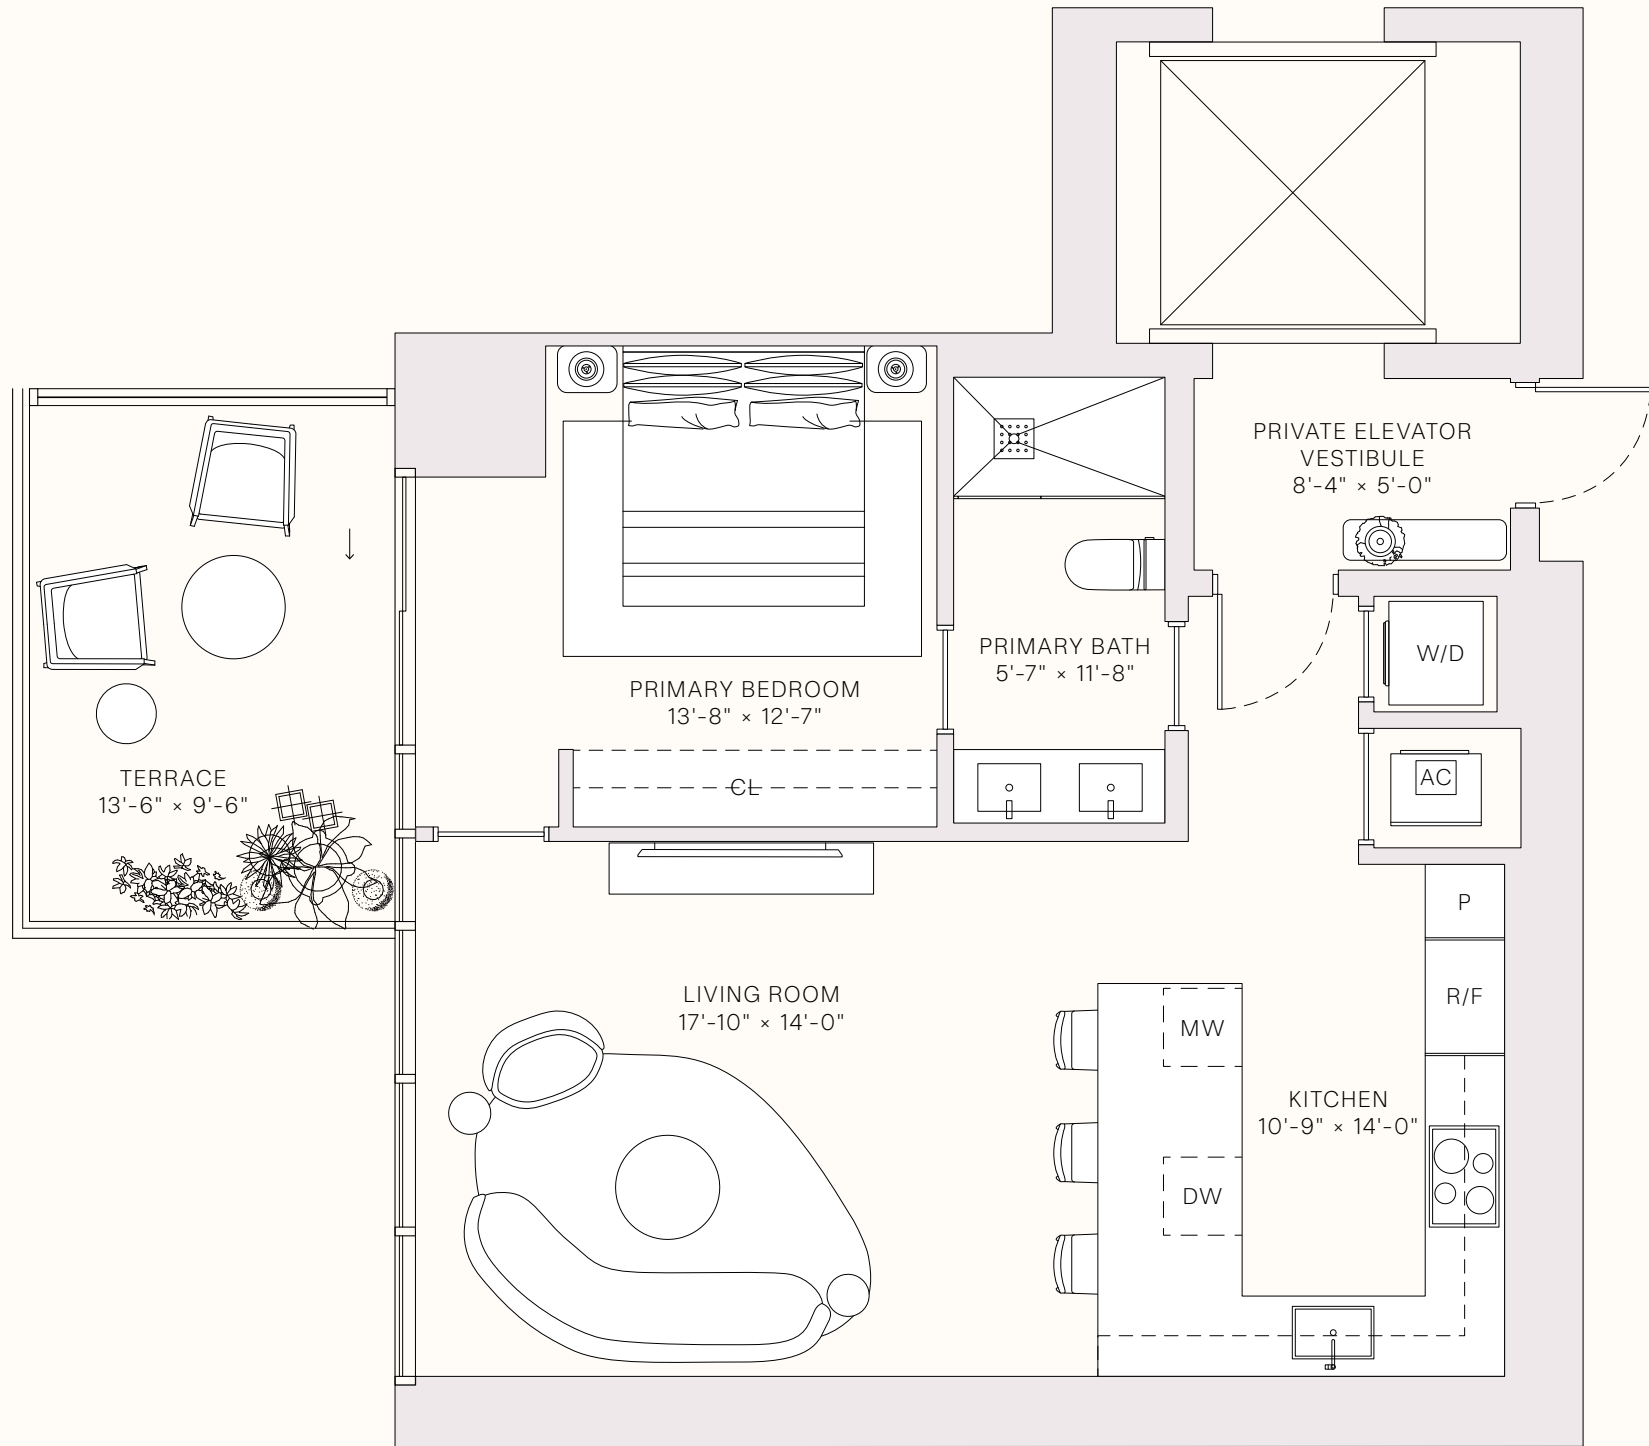 PRIVATE ELEVATOR
VESTIBULE
8'-4" × 5'-0"
W/D
PRIMARY BATH
5'-7" × 11'-8"
PRIMARY BEDROOM
13'-8" × 12'-7"
CL
AC
TERRACE
13'-6" × 9'-6"
P
R/F
LIVING ROOM
17'-10" × 14'-0"
MW
KITCHEN
10'-9" × 14'-0"
DW